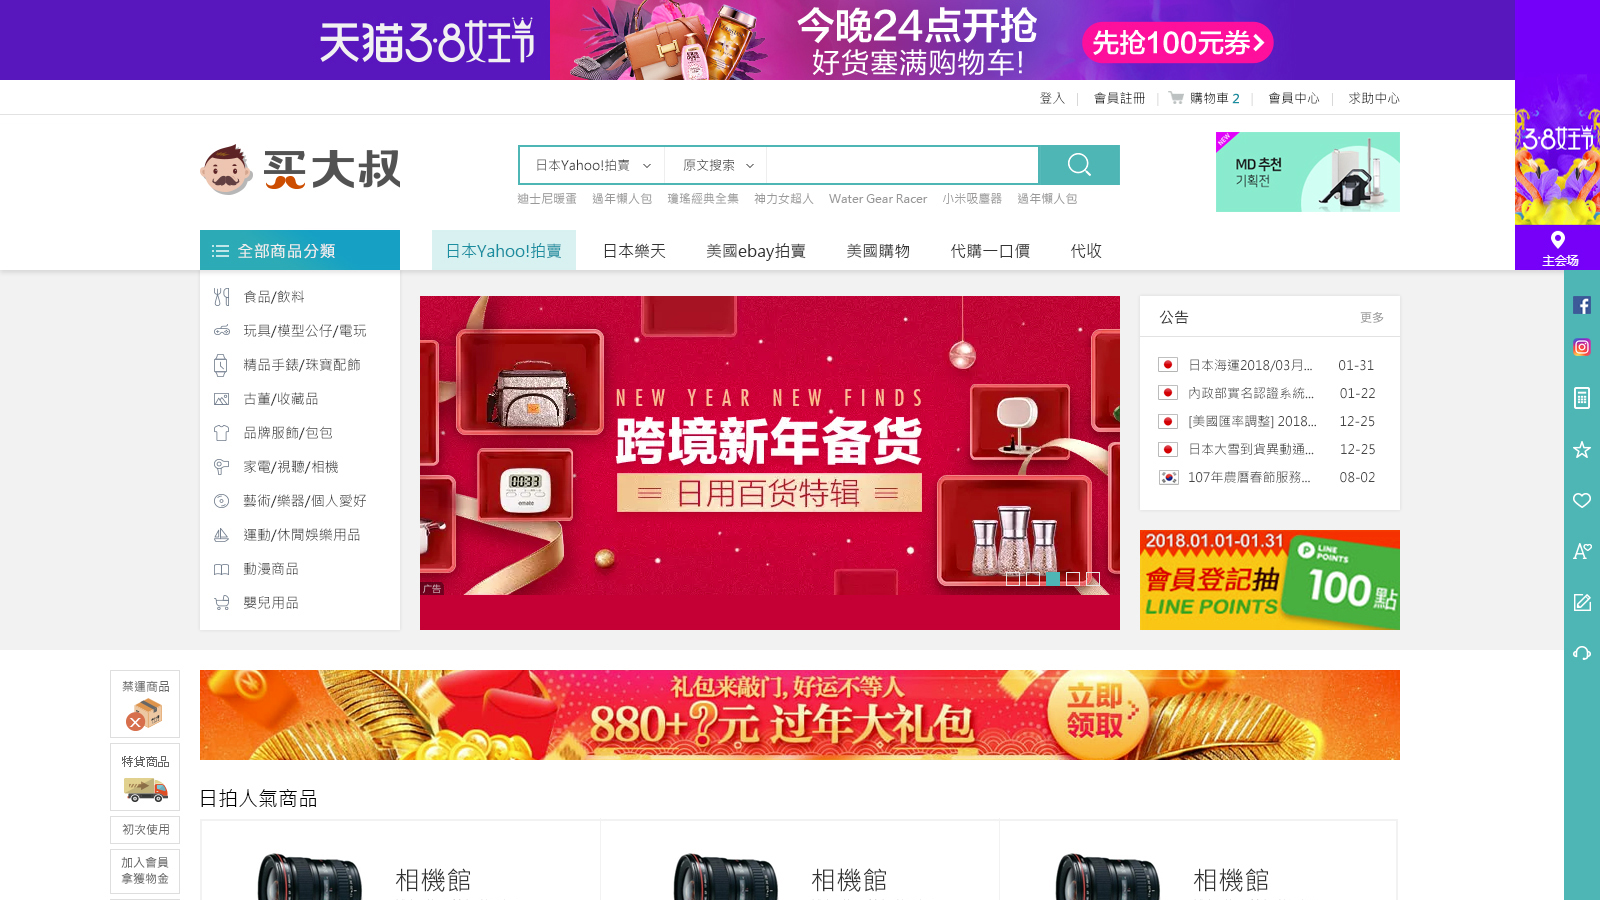 天猫3·8女王节
今晚24点开抢
好货塞满购物车!
先抢100元券
登入
會員註冊
購物車 2
會員中心
求助中心
3·8女王节
主会场
买大叔
日本Yahoo!拍賣
原文搜索
迪士尼暖蛋
過年懶人包
瓊瑤經典全集
神力女超人
Water Gear Racer
小米吸塵器
過年懶人包
NEW
MD 추천
기획전
全部商品分類
日本Yahoo!拍賣
日本樂天
美國ebay拍賣
美國購物
代購一口價
代收
食品/飲料
玩具/模型公仔/電玩
精品手錶/珠寶配飾
古董/收藏品
品牌服飾/包包
家電/視聽/相機
藝術/樂器/個人愛好
運動/休閒娛樂用品
動漫商品
嬰兒用品
NEW YEAR NEW FINDS
跨境新年备货
日用百货特辑
广告
公告
更多
日本海運2018/03月... 01-31
內政部實名認證系統... 01-22
[美國匯率調整] 2018... 12-25
日本大雪到貨異動通... 12-25
107年農曆春節服務... 08-02
2018.01.01-01.31
會員登記抽
LINE POINTS
LINE POINTS
100點
禁運商品
特貨商品
初次使用
加入會員
拿獲物金
礼包来敲门,好运不等人
880+?元 过年大礼包
立即
领取
日拍人氣商品
相機館
相機館
相機館